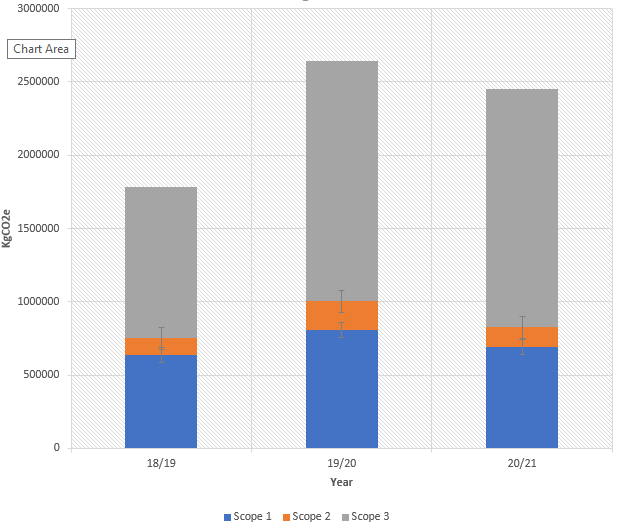 3000000
Chart Area
2500000
2000000
1500000
KgCO2e
1000000
500000
0
18/19 19/20 20/21
Year
Scope 1 Scope 2 Scope 3